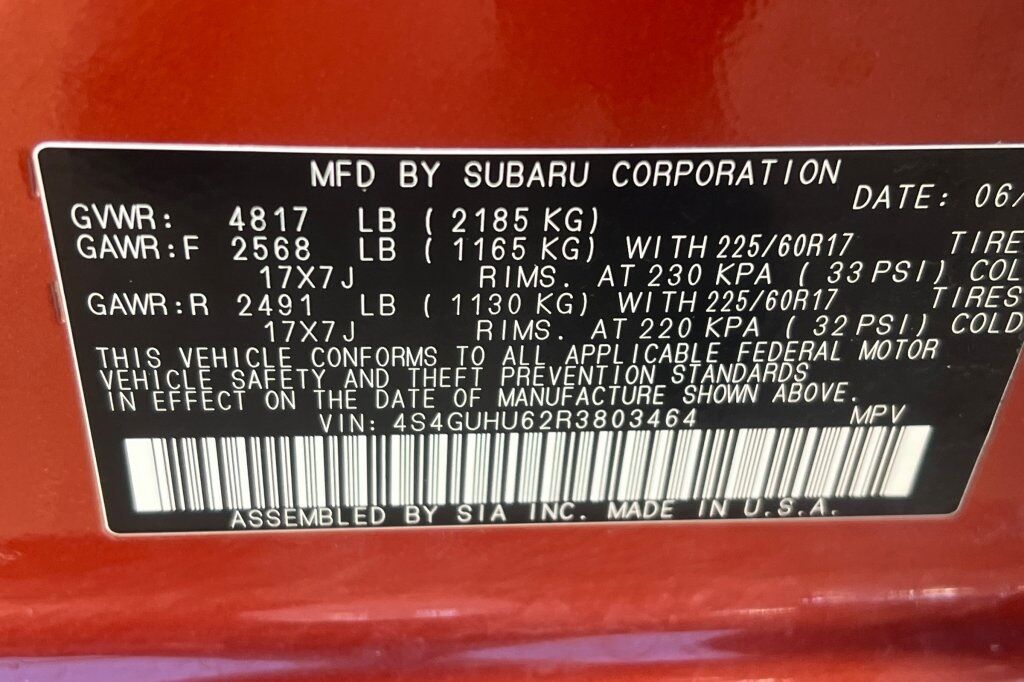 MFD BY SUBARU CORPORATION
DATE: 06/
GVWR: 4817 LB ( 2185 KG)
GAWR:F 2568 LB ( 1165 KG) WITH 225/60R17 TIRE
17X7J RIMS. AT 230 KPA ( 33 PSI) COL
GAWR:R 2491 LB ( 1130 KG) WITH 225/60R17 TIRES
17X7J RIMS. AT 220 KPA ( 32 PSI) COLD
THIS VEHICLE CONFORMS TO ALL APPLICABLE FEDERAL MOTOR
VEHICLE SAFETY AND THEFT PREVENTION STANDARDS
IN EFFECT ON THE DATE OF MANUFACTURE SHOWN ABOVE.
VIN: 4S4GUHU62R3803464 MPV
ASSEMBLED BY SIA INC. MADE IN U.S.A.